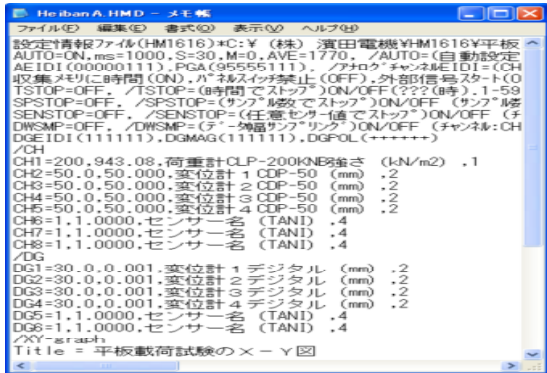 HeibanA.HMD - メモ帳
ファイル(F) 編集(E) 書式(O) 表示(V) ヘルプ(H)
設定情報ファイル(HM1616)*C:¥ (株) 濱田電機¥HM1616¥平板
AUTO=ON,ms=1000,S=30,M=0,AVE=1770, /AUTO=(自動設定
AEIDI(00000111),PGA(95555111), /アナログチャンネルEIDI=(CH
収集メモリ(に時間(ON),パネルスイッチ禁止(OFF),外部信号スタート(O
TSTOP=OFF, /TSTOP=(時間でストップ)ON/OFF(???(時).1-59
SPSTOP=OFF, /SPSTOP=(サンプル数でストップ)ON/OFF (サンプル数
SENSTOP=OFF, /SENSTOP=(任意センサー値でストップ)ON/OFF (チ
DWSMP=OFF, /DWSMP=(データ幅サンプリング)ON/OFF (チャンネル:CH
DGEIDI(111111),DGMAG(111111),DGPOL(++++++)
/CH
CH1=200,943.08,荷重計CLP-200KNB強さ (kN/m2) ,1
CH2=50.0,50.000,変位計1CDP-50 (mm) ,2
CH3=50.0,50.000,変位計2CDP-50 (mm) ,2
CH4=50.0,50.000,変位計3CDP-50 (mm) ,2
CH5=50.0,50.000,変位計4CDP-50 (mm) ,2
CH6=1,1.0000,センサー名 (TANI) ,4
CH7=1,1.0000,センサー名 (TANI) ,4
CH8=1,1.0000,センサー名 (TANI) ,4
/DG
DG1=30.0,0.001,変位計1デジタル (mm) ,2
DG2=30.0,0.001,変位計2デジタル (mm) ,2
DG3=30.0,0.001,変位計3デジタル (mm) ,2
DG4=30.0,0.001,変位計4デジタル (mm) ,2
DG5=1,1.0000,センサー名 (TANI) ,4
DG6=1,1.0000,センサー名 (TANI) ,4
/XY-graph
Title = 平板載荷試験のX-Y図